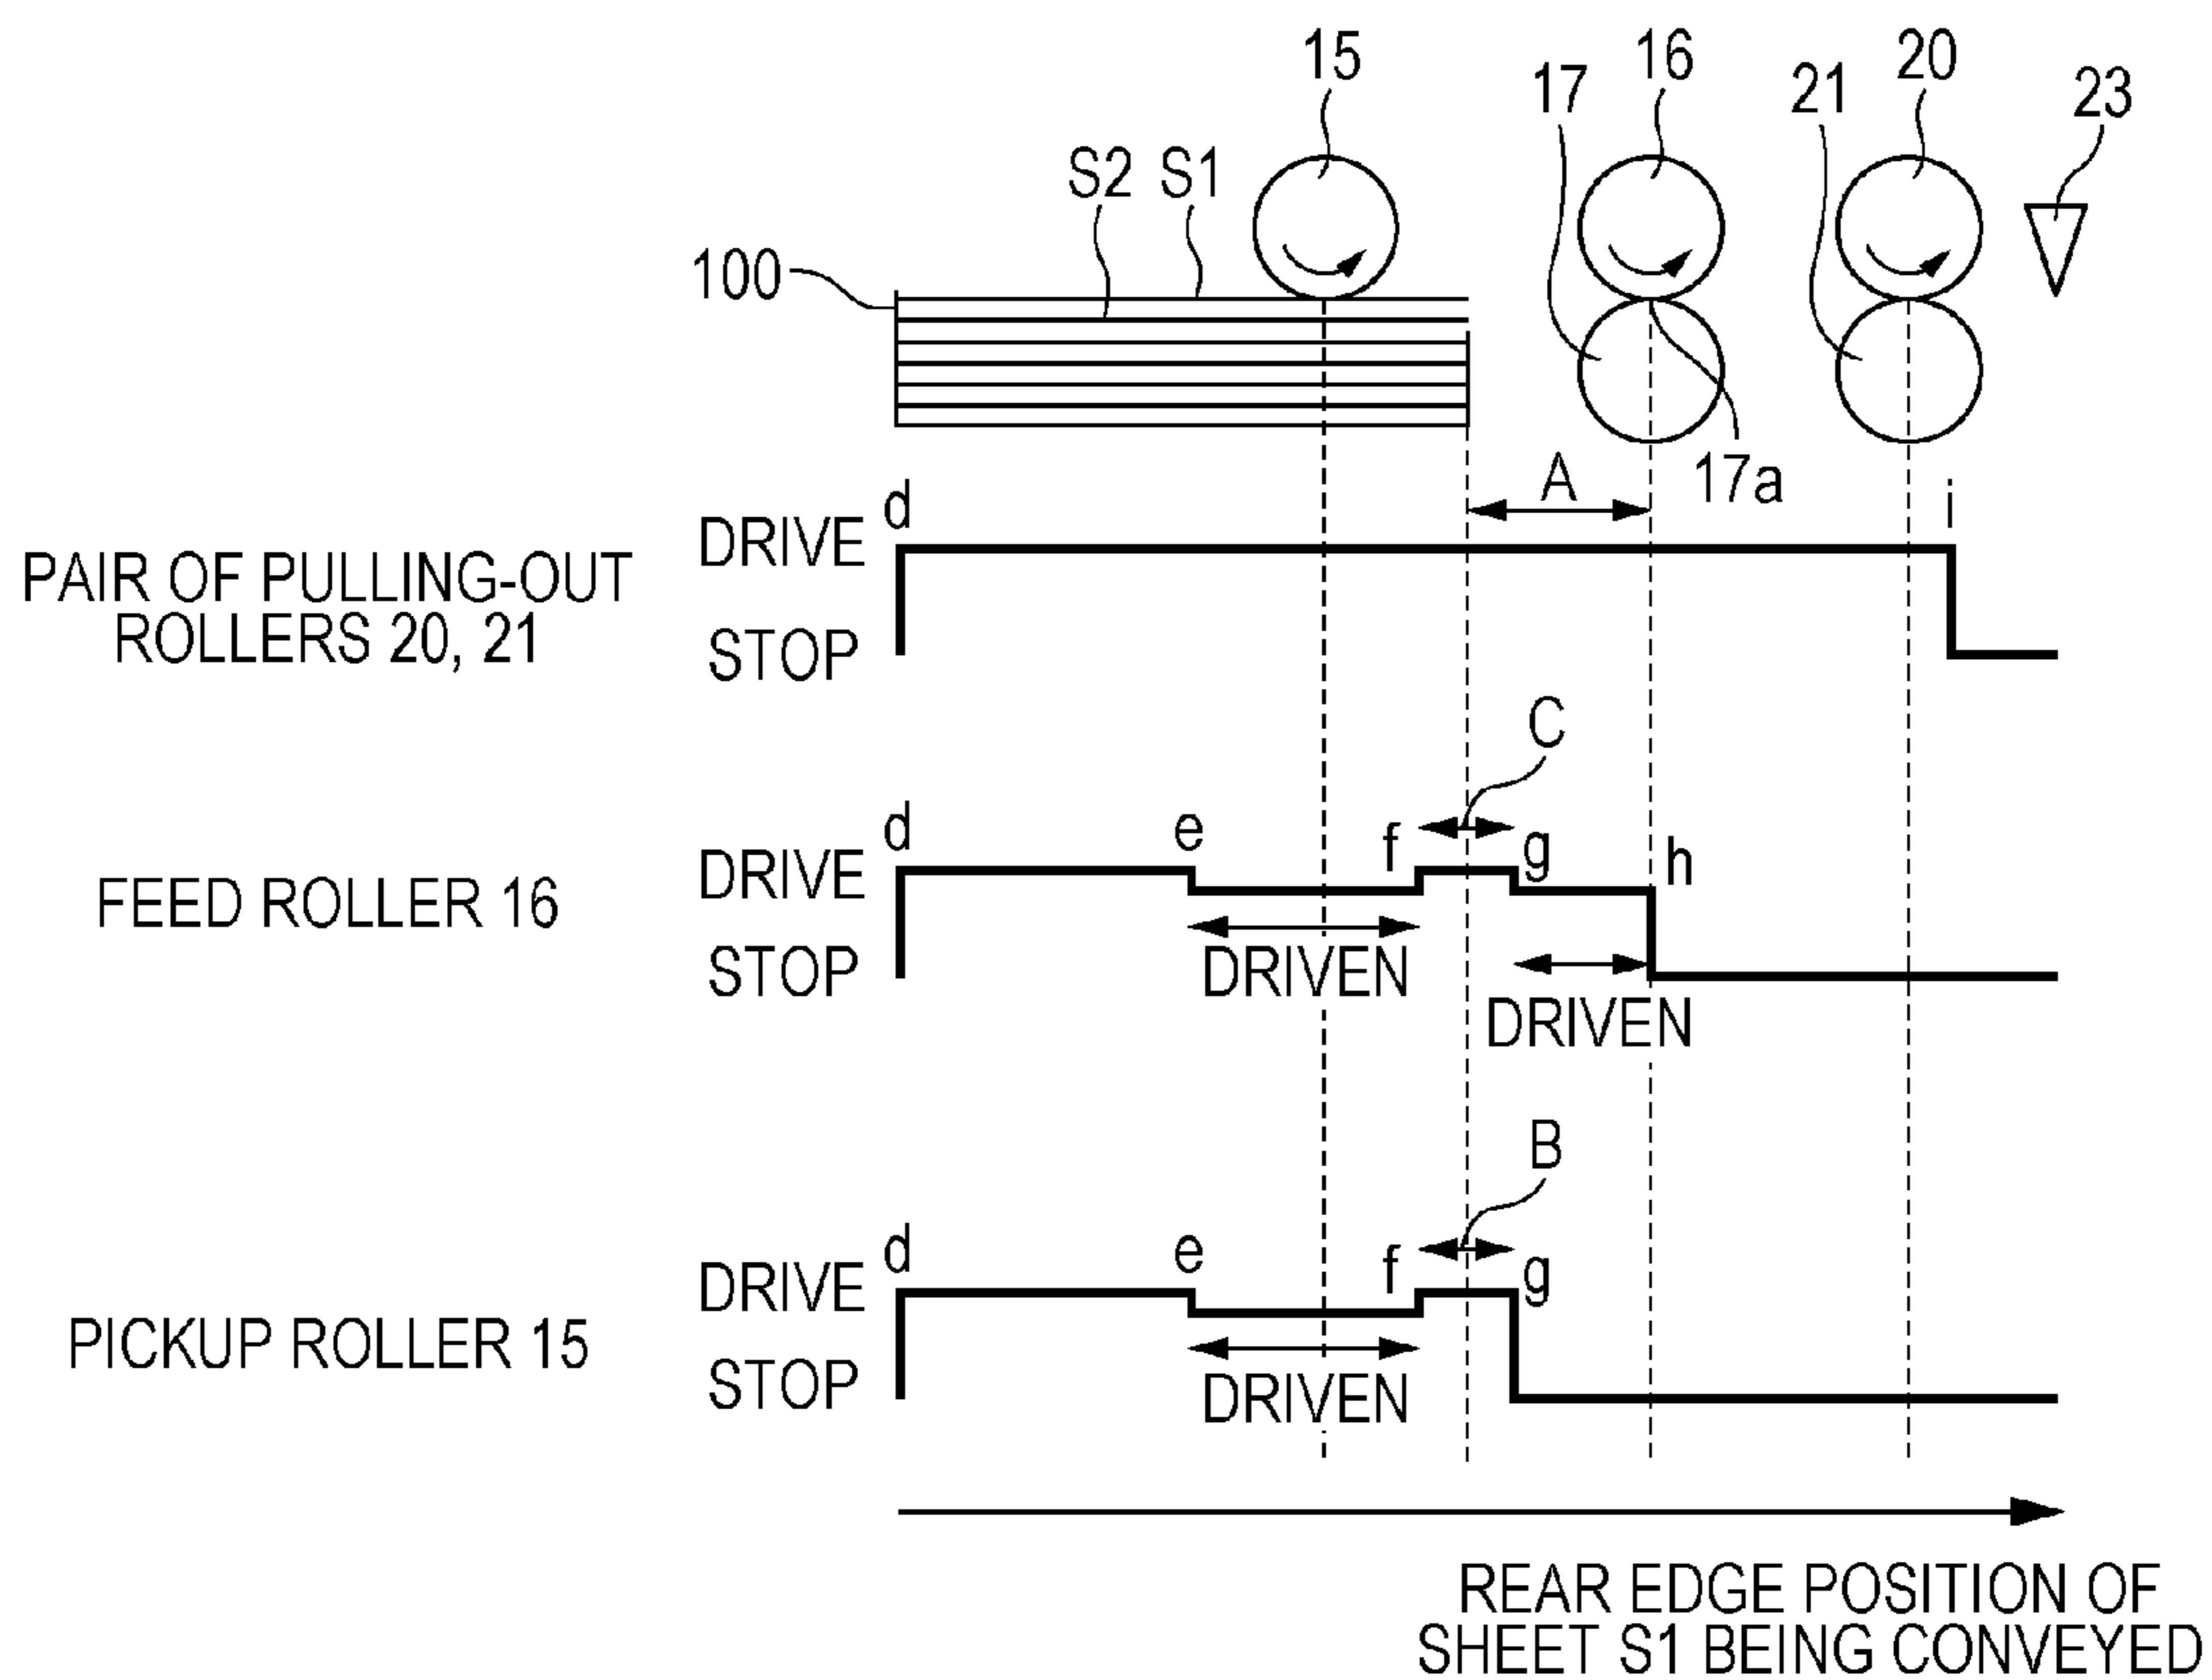 15
16
20
17
21
23
S2 S1
100
17a
A
d
i
DRIVE
PAIR OF PULLING-OUT
ROLLERS 20, 21
STOP
C
d
e
f
g
h
DRIVE
FEED ROLLER 16
STOP
DRIVEN
DRIVEN
B
d
e
f
g
DRIVE
PICKUP ROLLER 15
STOP
DRIVEN
REAR EDGE POSITION OF
SHEET S1 BEING CONVEYED